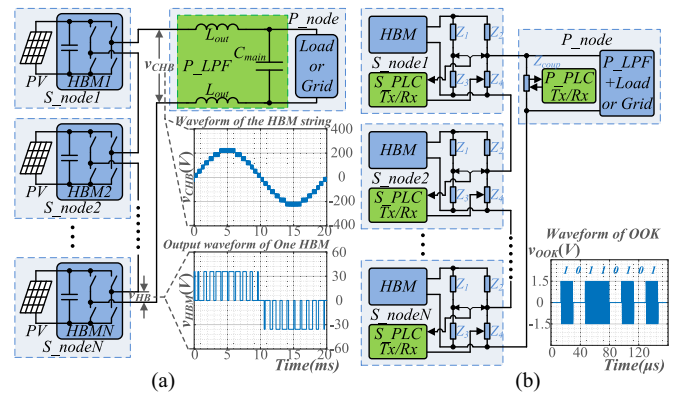 PV
HBM1
S_node1
PV
HBM2
S_node2
PV
HBMN
S_nodeN
v_HB
v_CHB
L_out
P_LPF
C_main
L_out
P_node
Load
or
Grid
Waveform of the HBM string
v_CHB(V)
400
200
0
-200
-400
0 5 10 15 20
Output waveform of One HBM
v_HBM(V)
60
30
0
-30
-60
0 5 10 15 20
Time(ms)
(a)
HBM
S_node1
S_PLC
Tx/Rx
Z_1
Z_2
Z_3
Z_4
HBM
S_node2
S_PLC
Tx/Rx
Z_1
Z_2
Z_3
Z_4
HBM
S_nodeN
S_PLC
Tx/Rx
Z_1
Z_2
Z_3
Z_4
P_node
Z_coup
P_PLC
Tx/Rx
P_LPF
+Load
or Grid
Waveform of OOK
v_OOK(V)
1 0 1 1 0 1 0 1
1.5
-1.5
0 40 80 120
Time(μs)
(b)